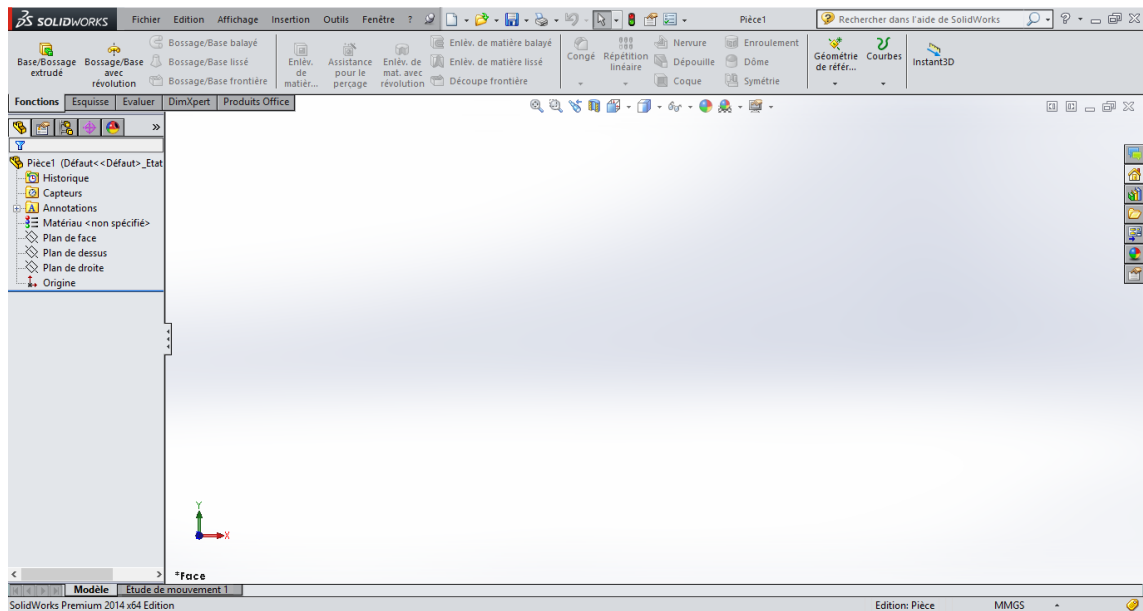 SOLIDWORKS Fichier Edition Affichage Insertion Outils Fenêtre ? Pièce1 ? Rechercher dans l'aide de SolidWorks ?
Base/Bossage extrudé
Bossage/Base avec révolution
Bossage/Base balayé
Bossage/Base lissé
Bossage/Base frontière
Enlèv. de matièr...
Assistance pour le perçage
Enlèv. de mat. avec révolution
Enlèv. de matière balayé
Enlèv. de matière lissé
Découpe frontière
Congé
Répétition linéaire
Nervure
Dépouille
Coque
Enroulement
Dôme
Symétrie
Géométrie de référ...
Courbes
Instant3D
Fonctions Esquisse Evaluer DimXpert Produits Office
Pièce1 (Défaut<<Défaut>_Etat
Historique
Capteurs
A Annotations
Matériau <non spécifié>
Plan de face
Plan de dessus
Plan de droite
Origine
Y
X
*Face
Modèle Etude de mouvement 1
SolidWorks Premium 2014 x64 Edition Edition: Pièce MMGS